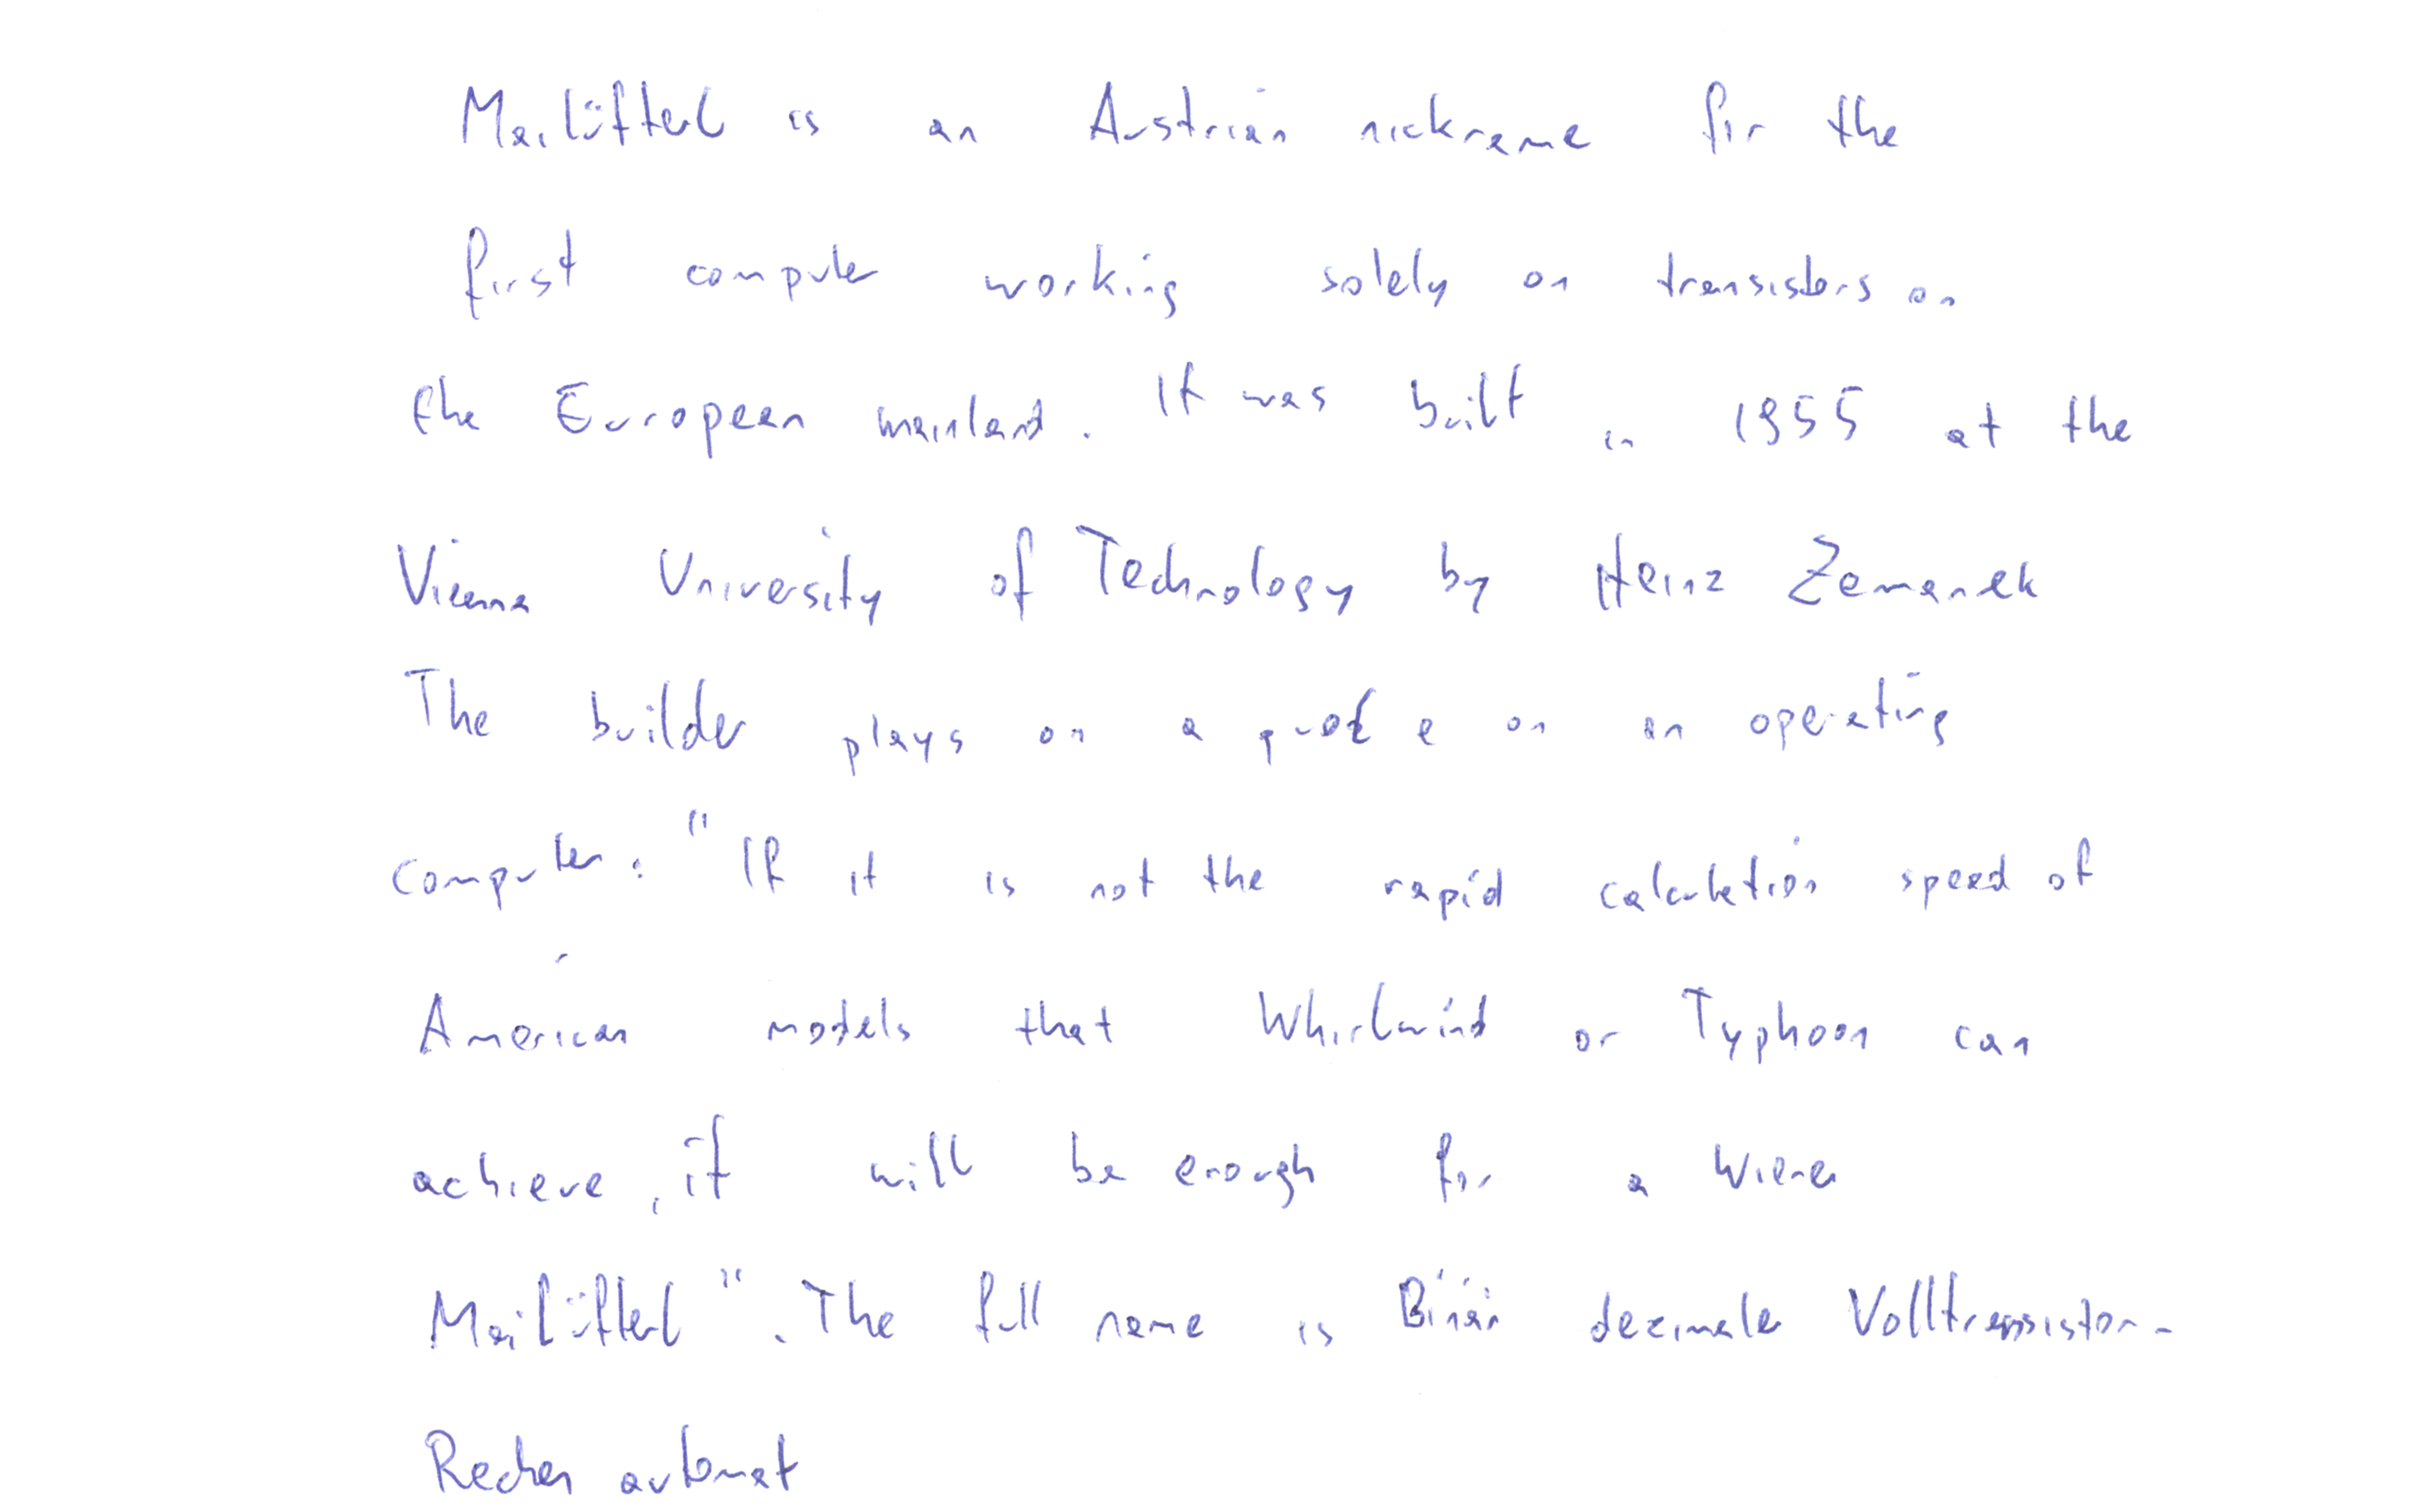 Mailüfterl is an Austrian nickname for the
first computer working solely on transistors on
the European mainland. It was built in 1955 at the
Vienna University of Technology by Heinz Zemanek
The builder plays on a quote on an operating
computer: "If it is not the rapid calculation speed of
American models that Whirlwind or Typhoon can
achieve, it will be enough for a Wiener
Mailüfterl". The full name is Binär dezimaler Volltransistor-
Rechen automat